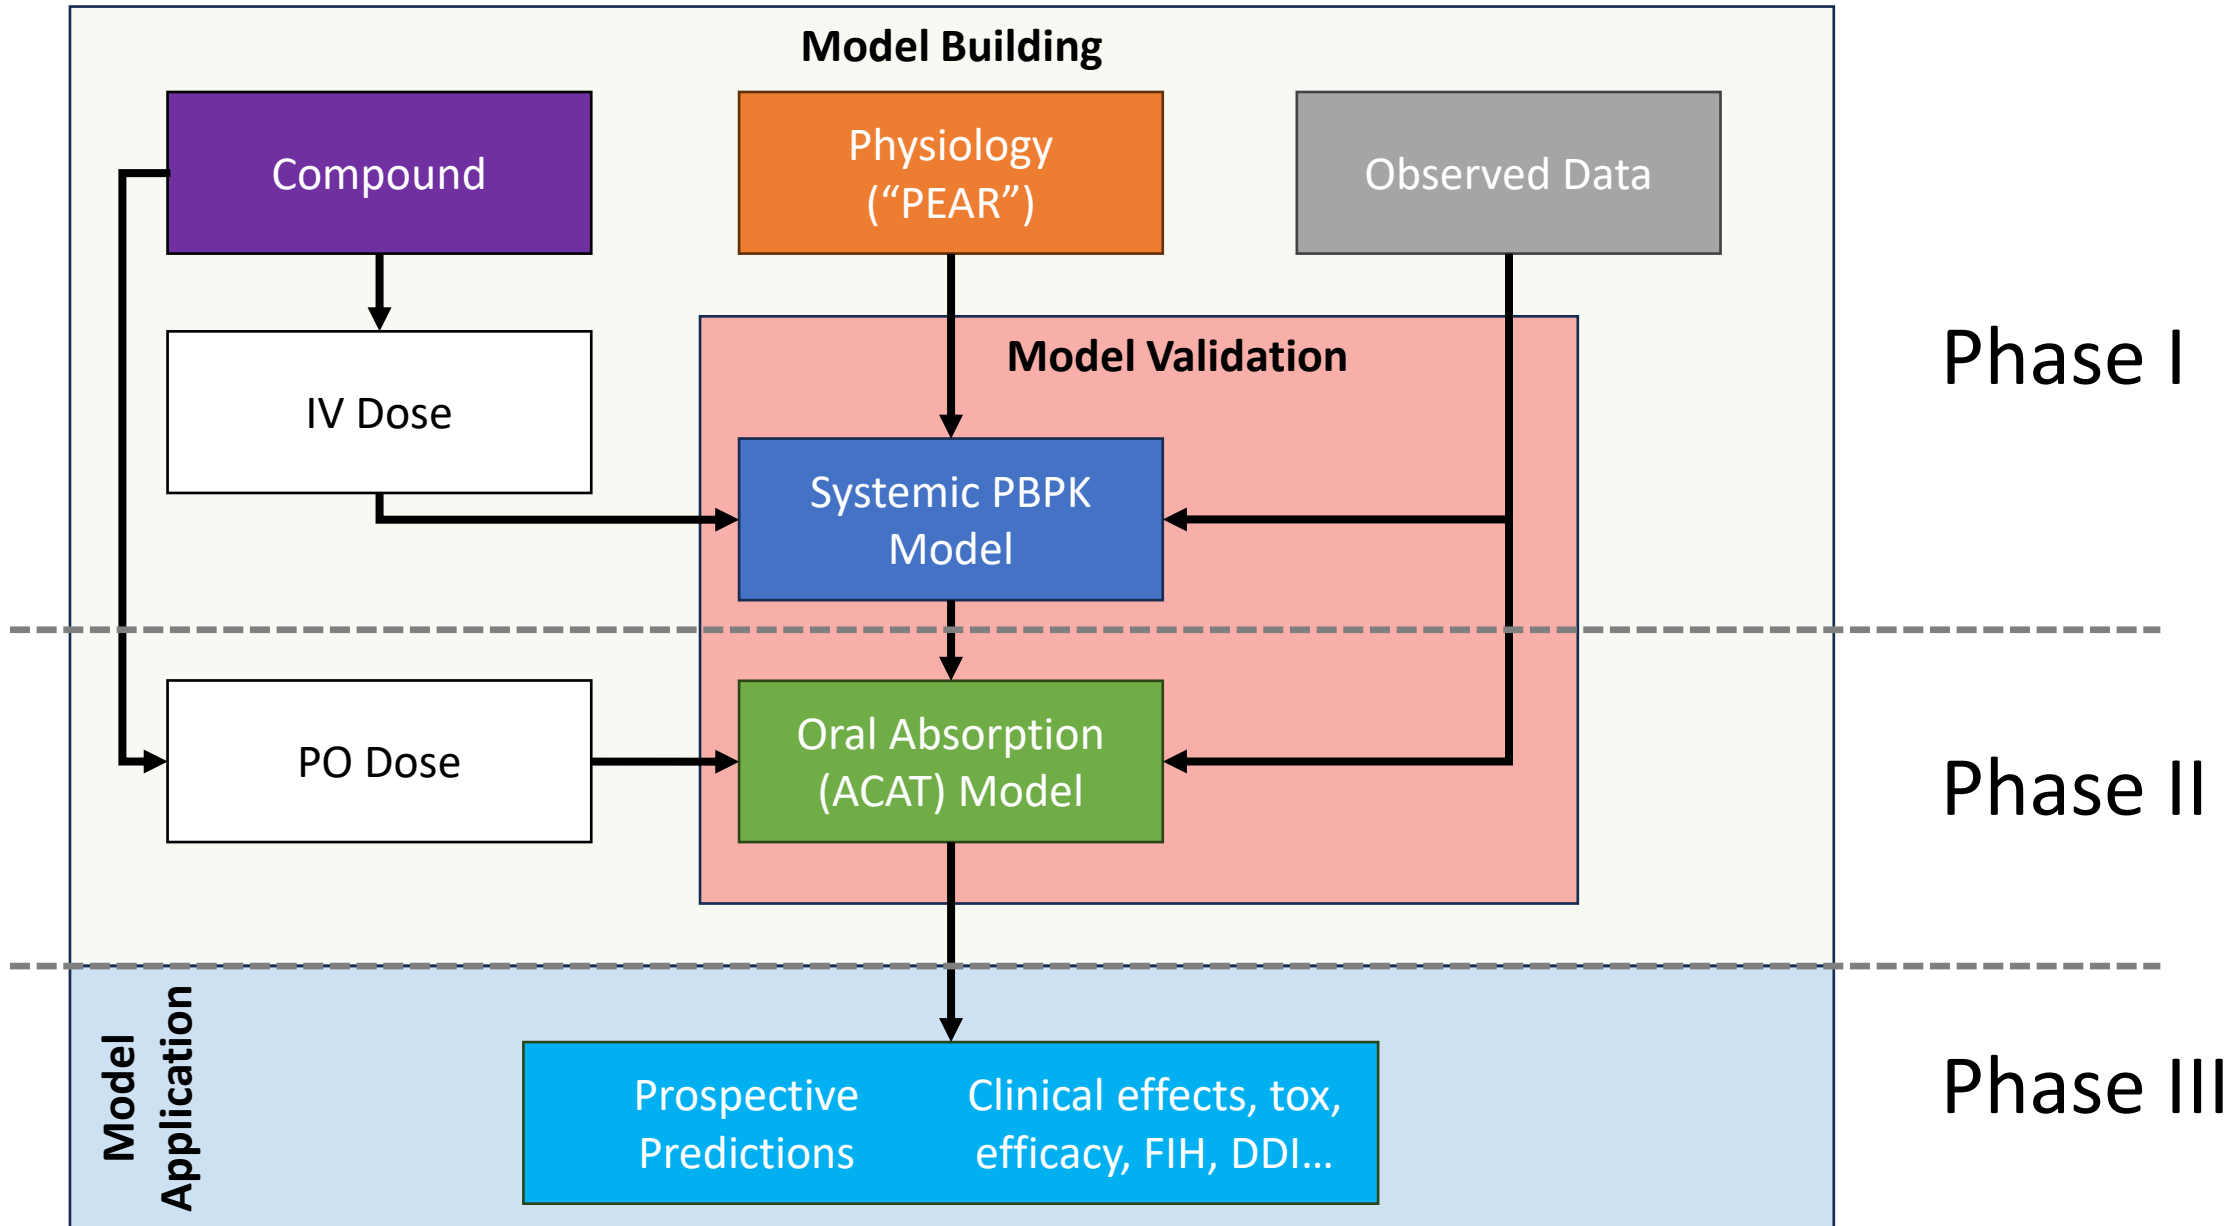 Model Building
Compound
Physiology
(“PEAR”)
Observed Data
IV Dose
Model Validation
Phase I
Systemic PBPK
Model
PO Dose
Oral Absorption
(ACAT) Model
Phase II
Model
Application
Prospective
Predictions
Clinical effects, tox,
efficacy, FIH, DDI...
Phase III